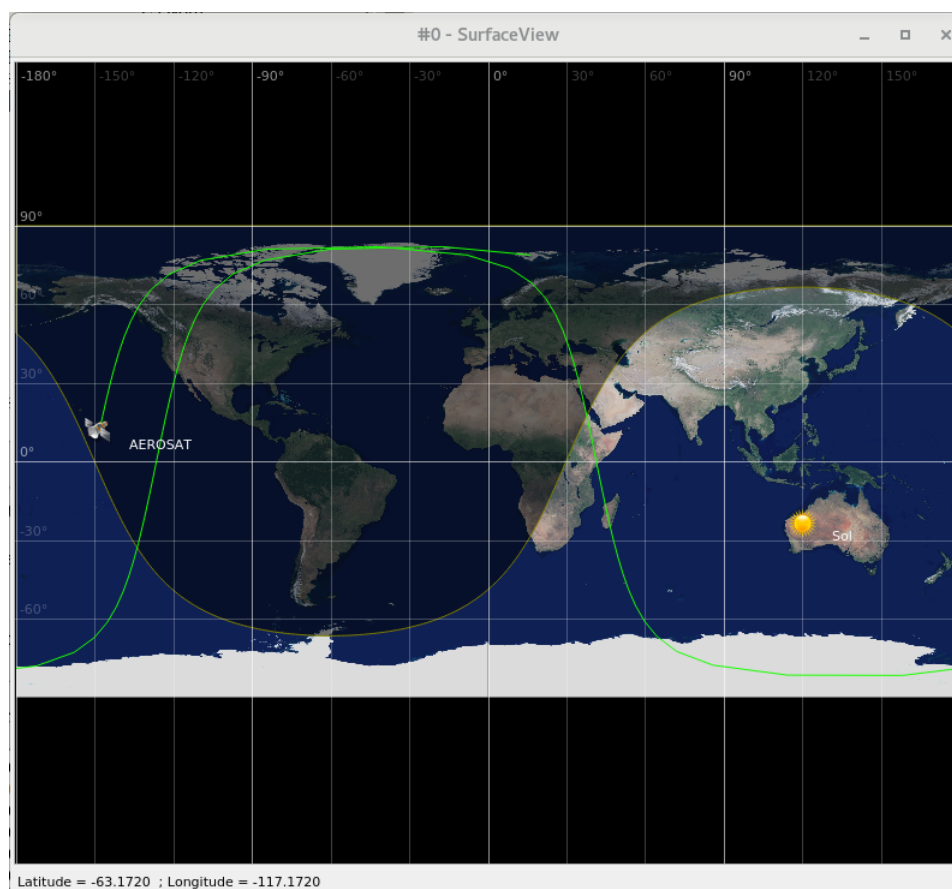 #0 - SurfaceView
-180° -150° -120° -90° -60° -30° 0° 30° 60° 90° 120° 150°
90°
60°
30°
AEROSAT
0°
-30°
Sol
-60°
Latitude = -63.1720 ; Longitude = -117.1720